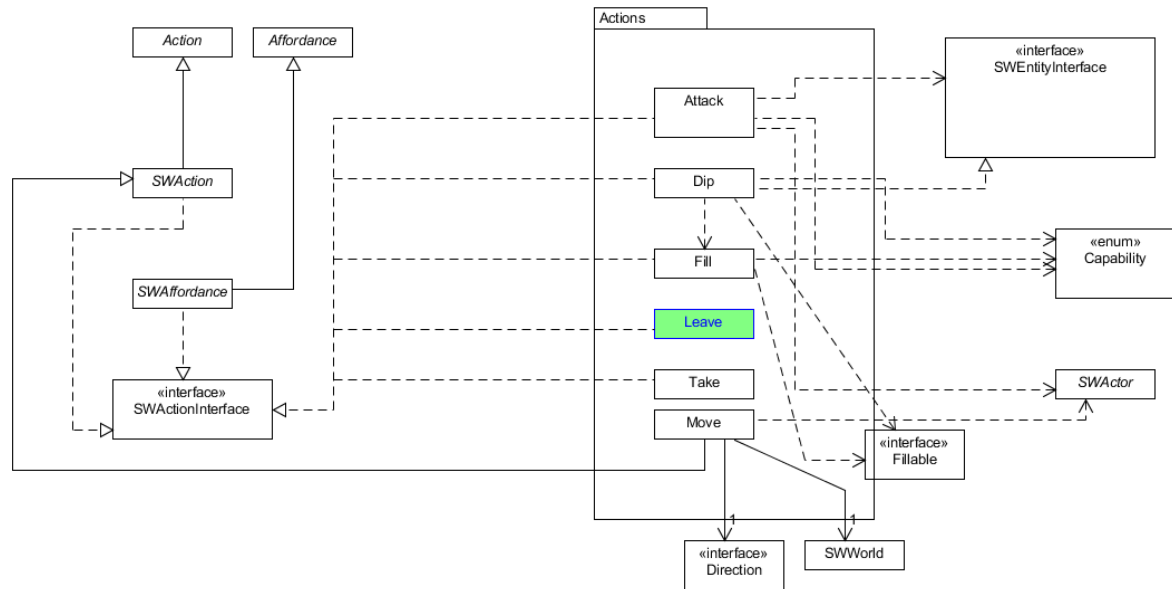 Actions
Action
Affordance
«interface»
SWEntityInterface
Attack
SWAction
Dip
«enum»
Capability
Fill
SWAffordance
Leave
«interface»
SWActionInterface
Take
SWActor
Move
«interface»
Fillable
1
1
«interface»
Direction
SWWorld